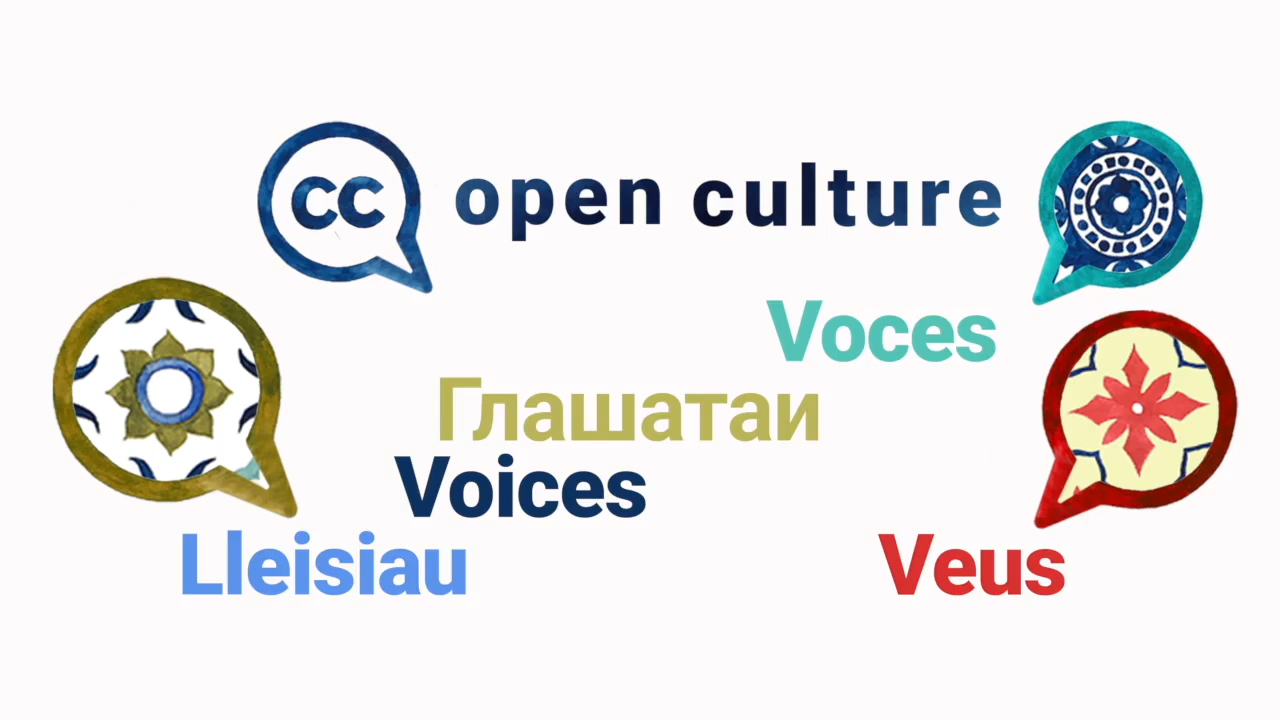 cc open culture
Voces
Глашатаи
Voices
Lleisiau
Veus